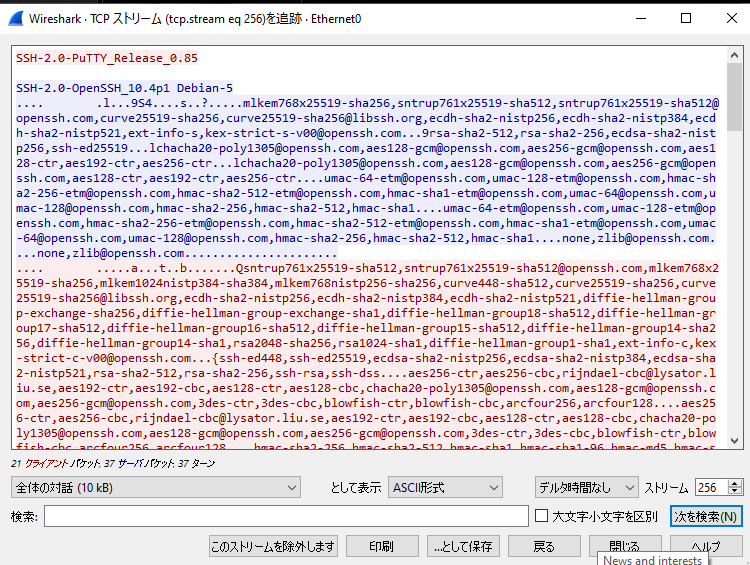 Wireshark · TCP ストリーム (tcp.stream eq 256)を追跡 · Ethernet0
SSH-2.0-PuTTY_Release_0.85
SSH-2.0-OpenSSH_10.4p1 Debian-5
.... .l...9S4....s..?.....mlkem768x25519-sha256,sntrup761x25519-sha512,sntrup761x25519-sha512@
openssh.com,curve25519-sha256,curve25519-sha256@libssh.org,ecdh-sha2-nistp256,ecdh-sha2-nistp384,ecd
h-sha2-nistp521,ext-info-s,kex-strict-s-v00@openssh.com...9rsa-sha2-512,rsa-sha2-256,ecdsa-sha2-nist
p256,ssh-ed25519...lchacha20-poly1305@openssh.com,aes128-gcm@openssh.com,aes256-gcm@openssh.com,aes1
28-ctr,aes192-ctr,aes256-ctr...lchacha20-poly1305@openssh.com,aes128-gcm@openssh.com,aes256-gcm@open
ssh.com,aes128-ctr,aes192-ctr,aes256-ctr....umac-64-etm@openssh.com,umac-128-etm@openssh.com,hmac-sh
a2-256-etm@openssh.com,hmac-sha2-512-etm@openssh.com,hmac-sha1-etm@openssh.com,umac-64@openssh.com,u
mac-128@openssh.com,hmac-sha2-256,hmac-sha2-512,hmac-sha1....umac-64-etm@openssh.com,umac-128-etm@op
enssh.com,hmac-sha2-256-etm@openssh.com,hmac-sha2-512-etm@openssh.com,hmac-sha1-etm@openssh.com,umac
-64@openssh.com,umac-128@openssh.com,hmac-sha2-256,hmac-sha2-512,hmac-sha1....none,zlib@openssh.com.
...none,zlib@openssh.com......................
.... .....a...t..b.......Qsntrup761x25519-sha512,sntrup761x25519-sha512@openssh.com,mlkem768x2
5519-sha256,mlkem1024nistp384-sha384,mlkem768nistp256-sha256,curve448-sha512,curve25519-sha256,curve
25519-sha256@libssh.org,ecdh-sha2-nistp256,ecdh-sha2-nistp384,ecdh-sha2-nistp521,diffie-hellman-grou
p-exchange-sha256,diffie-hellman-group-exchange-sha1,diffie-hellman-group18-sha512,diffie-hellman-
group17-sha512,diffie-hellman-group16-sha512,diffie-hellman-group15-sha512,diffie-hellman-group14-sha2
56,diffie-hellman-group14-sha1,rsa2048-sha256,rsa1024-sha1,diffie-hellman-group1-sha1,ext-info-c,kex
-strict-c-v00@openssh.com...{ssh-ed448,ssh-ed25519,ecdsa-sha2-nistp256,ecdsa-sha2-nistp384,ecdsa-sha
2-nistp521,rsa-sha2-512,rsa-sha2-256,ssh-rsa,ssh-dss....aes256-ctr,aes256-cbc,rijndael-cbc@lysator.l
iu.se,aes192-ctr,aes192-cbc,aes128-ctr,aes128-cbc,chacha20-poly1305@openssh.com,aes128-gcm@openssh.c
om,aes256-gcm@openssh.com,3des-ctr,3des-cbc,blowfish-ctr,blowfish-cbc,arcfour256,arcfour128....aes25
6-ctr,aes256-cbc,rijndael-cbc@lysator.liu.se,aes192-ctr,aes192-cbc,aes128-ctr,aes128-cbc,chacha20-po
ly1305@openssh.com,aes128-gcm@openssh.com,aes256-gcm@openssh.com,3des-ctr,3des-cbc,blowfish-ctr,blow
fish-cbc,arcfour256,arcfour128....hmac-sha2-256,hmac-sha2-512,hmac-sha1,hmac-sha1-96,hmac-md5,hmac-s
21 クライアント パケット, 37 サーバ パケット, 37 ターン
全体の対話 (10 kB) として表示 ASCII形式 デルタ時間なし ストリーム 256
検索: 大文字小文字を区別 次を検索(N)
このストリームを除外します 印刷 ...として保存 戻る 閉じる ヘルプ
News and interests